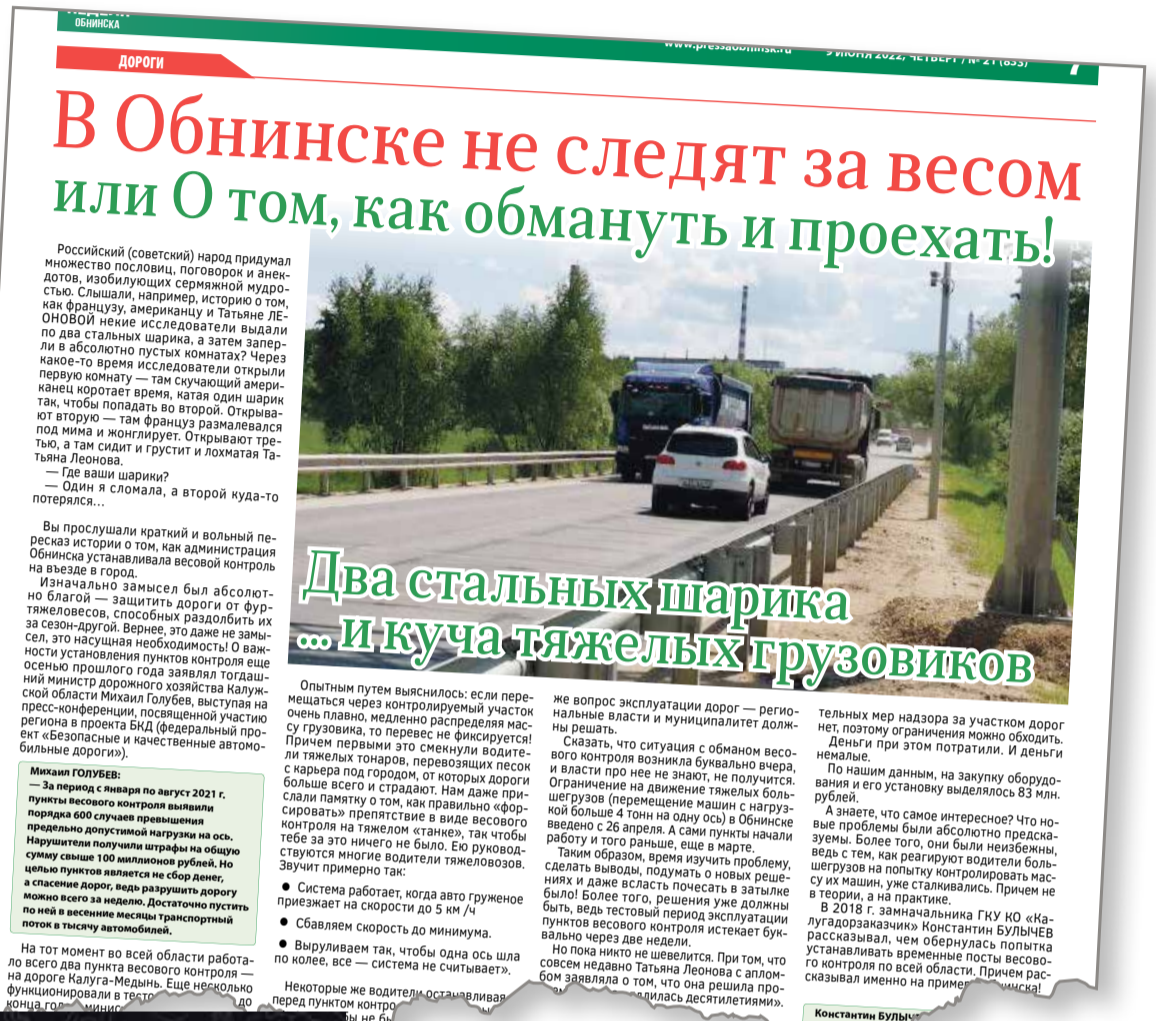 ОБНИНСКА
www.pressaobninsk.ru
9 ИЮНЯ 2022, ЧЕТВЕРГ / № 21 (833)
7
ДОРОГИ
В Обнинске не следят за весом
или О том, как обмануть и проехать!
Российский (советский) народ придумал
множество пословиц, поговорок и анек-
дотов, изобилующих сермяжной мудро-
стью. Слышали, например, историю о том,
как французу, американцу и Татьяне ЛЕ-
ОНОВОЙ некие исследователи выдали
по два стальных шарика, а затем запер-
ли в абсолютно пустых комнатах? Через
какое-то время исследователи открыли
первую комнату — там скучающий амери-
канец коротает время, катая один шарик
так, чтобы попадать во второй. Открыва-
ют вторую — там француз размалевался
под мима и жонглирует. Открывают тре-
тью, а там сидит и грустит и лохматая Та-
тьяна Леонова.
— Где ваши шарики?
— Один я сломала, а второй куда-то
потерялся...
Вы прослушали краткий и вольный пе-
ресказ истории о том, как администрация
Обнинска устанавливала весовой контроль
на въезде в город.
Изначально замысел был абсолют-
но благой — защитить дороги от фур-
тяжеловесов, способных раздолбить их
за сезон-другой. Вернее, это даже не замы-
сел, это насущная необходимость! О важ-
ности установления пунктов контроля еще
осенью прошлого года заявлял тогдаш-
ний министр дорожного хозяйства Калуж-
ской области Михаил Голубев, выступая на
пресс-конференции, посвященной участию
региона в проекта БКД (федеральный про-
ект «Безопасные и качественные автомо-
бильные дороги»).
Михаил ГОЛУБЕВ:
— За период с января по август 2021 г.
пункты весового контроля выявили
порядка 600 случаев превышения
предельно допустимой нагрузки на ось.
Нарушители получили штрафы на общую
сумму свыше 100 миллионов рублей. Но
целью пунктов является не сбор денег,
а спасение дорог, ведь разрушить дорогу
можно всего за неделю. Достаточно пустить
по ней в весенние месяцы транспортный
поток в тысячу автомобилей.
На тот момент во всей области работа-
ло всего два пункта весового контроля —
на дороге Калуга-Медынь. Еще несколько
функционировали в до
конца
Два стальных шарика
... и куча тяжелых грузовиков
Опытным путем выяснилось: если пере-
мещаться через контролируемый участок
очень плавно, медленно распределяя мас-
су грузовика, то перевес не фиксируется!
Причем первыми это смекнули водите-
ли тяжелых тонаров, перевозящих песок
с карьера под городом, от которых дороги
больше всего и страдают. Нам даже при-
слали памятку о том, как правильно «фор-
сировать» препятствие в виде весового
контроля на тяжелом «танке», так чтобы
тебе за это ничего не было. Ею руковод-
ствуются многие водители тяжеловозов.
Звучит примерно так:
● Система работает, когда авто груженое
приезжает на скорости до 5 км /ч
● Сбавляем скорость до минимума.
● Выруливаем так, чтобы одна ось шла
по колее, все — система не считывает».
Некоторые же водители останавливая
перед пунктом
же вопрос эксплуатации дорог — регио-
нальные власти и муниципалитет долж-
ны решать.
Сказать, что ситуация с обманом весо-
вого контроля возникла буквально вчера,
и власти про нее не знают, не получится.
Ограничение на движение тяжелых боль-
шегрузов (перемещение машин с нагруз-
кой больше 4 тонн на одну ось) в Обнинске
введено с 26 апреля. А сами пункты начали
работу и того раньше, еще в марте.
Таким образом, время изучить проблему,
сделать выводы, подумать о новых реше-
ниях и даже всласть почесать в затылке
было! Более того, решения уже должны
быть, ведь тестовый период эксплуатации
пунктов весового контроля истекает бук-
вально через две недели.
Но пока никто не шевелится. При том, что
совсем недавно Татьяна Леонова с аплом-
бом заявляла о том, что она решила про-
длилась десятилетиями».
тельных мер надзора за участком дорог
нет, поэтому ограничения можно обходить.
Деньги при этом потратили. И деньги
немалые.
По нашим данным, на закупку оборудо-
вания и его установку выделялось 83 млн.
рублей.
А знаете, что самое интересное? Что но-
вые проблемы были абсолютно предска-
зуемы. Более того, они были неизбежны,
ведь с тем, как реагируют водители боль-
шегрузов на попытку контролировать мас-
су их машин, уже сталкивались. Причем не
в теории, а на практике.
В 2018 г. замначальника ГКУ КО «Ка-
лугадорзаказчик» Константин БУЛЫЧЕВ
рассказывал, чем обернулась попытка
устанавливать временные посты весово-
го контроля по всей области. Причем рас-
сказывал именно на
Константин